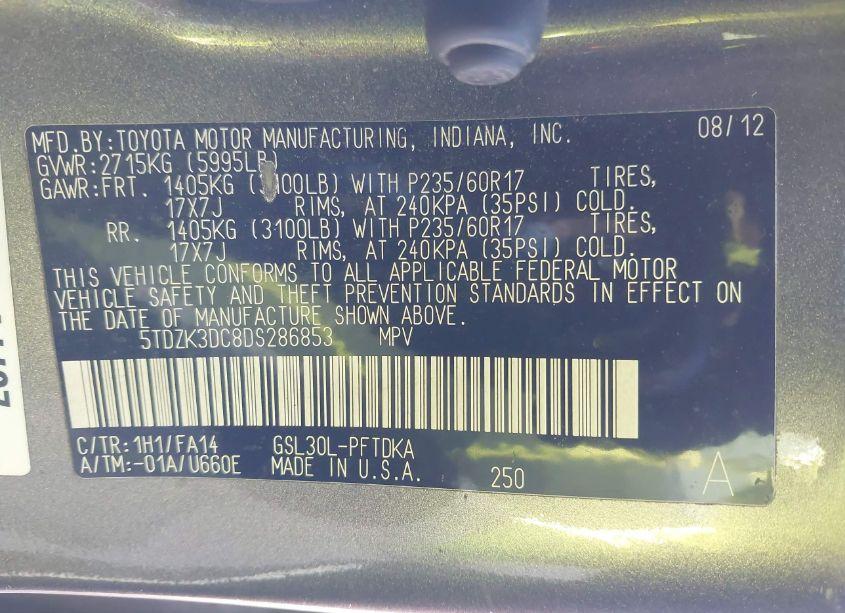 MFD.BY:TOYOTA MOTOR MANUFACTURING, INDIANA, INC. 08/12
GVWR:2715KG (5995LB)
GAWR:FRT. 1405KG (3100LB) WITH P235/60R17 TIRES,
17X7J RIMS, AT 240KPA (35PSI) COLD.
RR. 1405KG (3100LB) WITH P235/60R17 TIRES,
17X7J RIMS, AT 240KPA (35PSI) COLD.
THIS VEHICLE CONFORMS TO ALL APPLICABLE FEDERAL MOTOR
VEHICLE SAFETY AND THEFT PREVENTION STANDARDS IN EFFECT ON
THE DATE OF MANUFACTURE SHOWN ABOVE.
5TDZK3DC8DS286853 MPV
C/TR:1H1/FA14 GSL30L-PFTDKA
A/TM:-01A/U660E MADE IN U.S.A. 250 A